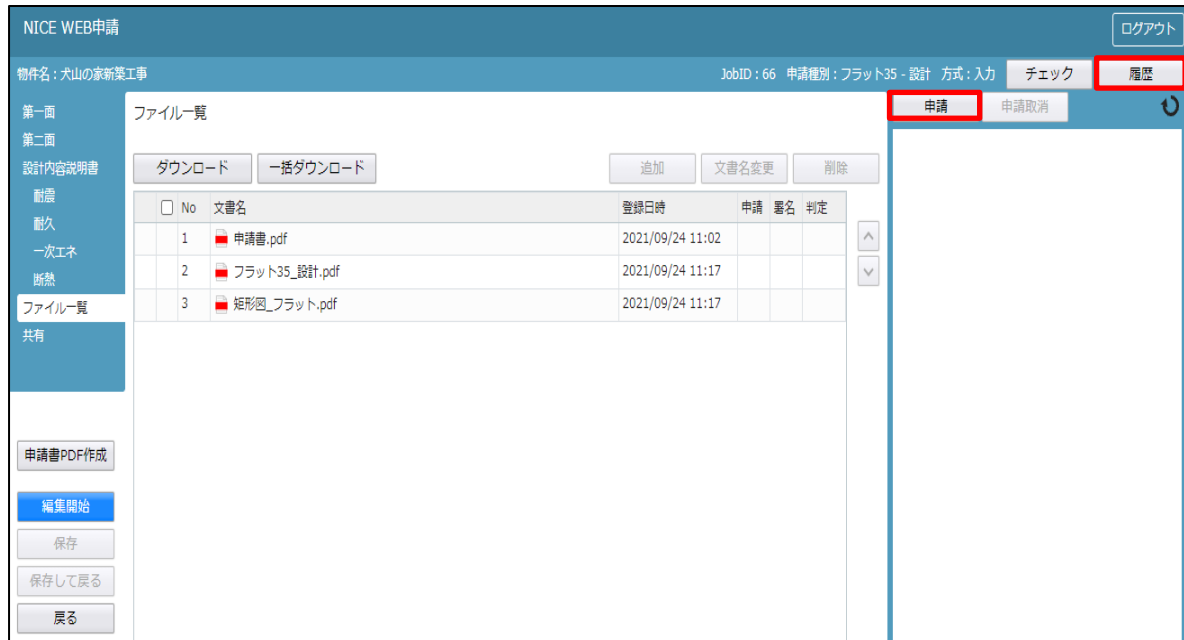 NICE WEB申請
ログアウト
物件名：犬山の家新築工事
JobID：66 申請種別：フラット35 - 設計 方式：入力
チェック
履歴
第一面
第二面
設計内容説明書
耐震
耐久
一次エネ
断熱
ファイル一覧
共有
申請書PDF作成
編集開始
保存
保存して戻る
戻る
ファイル一覧
ダウンロード 一括ダウンロード 追加 文書名変更 削除
No 文書名 登録日時 申請 署名 判定
1 申請書.pdf 2021/09/24 11:02
2 フラット35_設計.pdf 2021/09/24 11:17
3 矩形図_フラット.pdf 2021/09/24 11:17
申請 申請取消